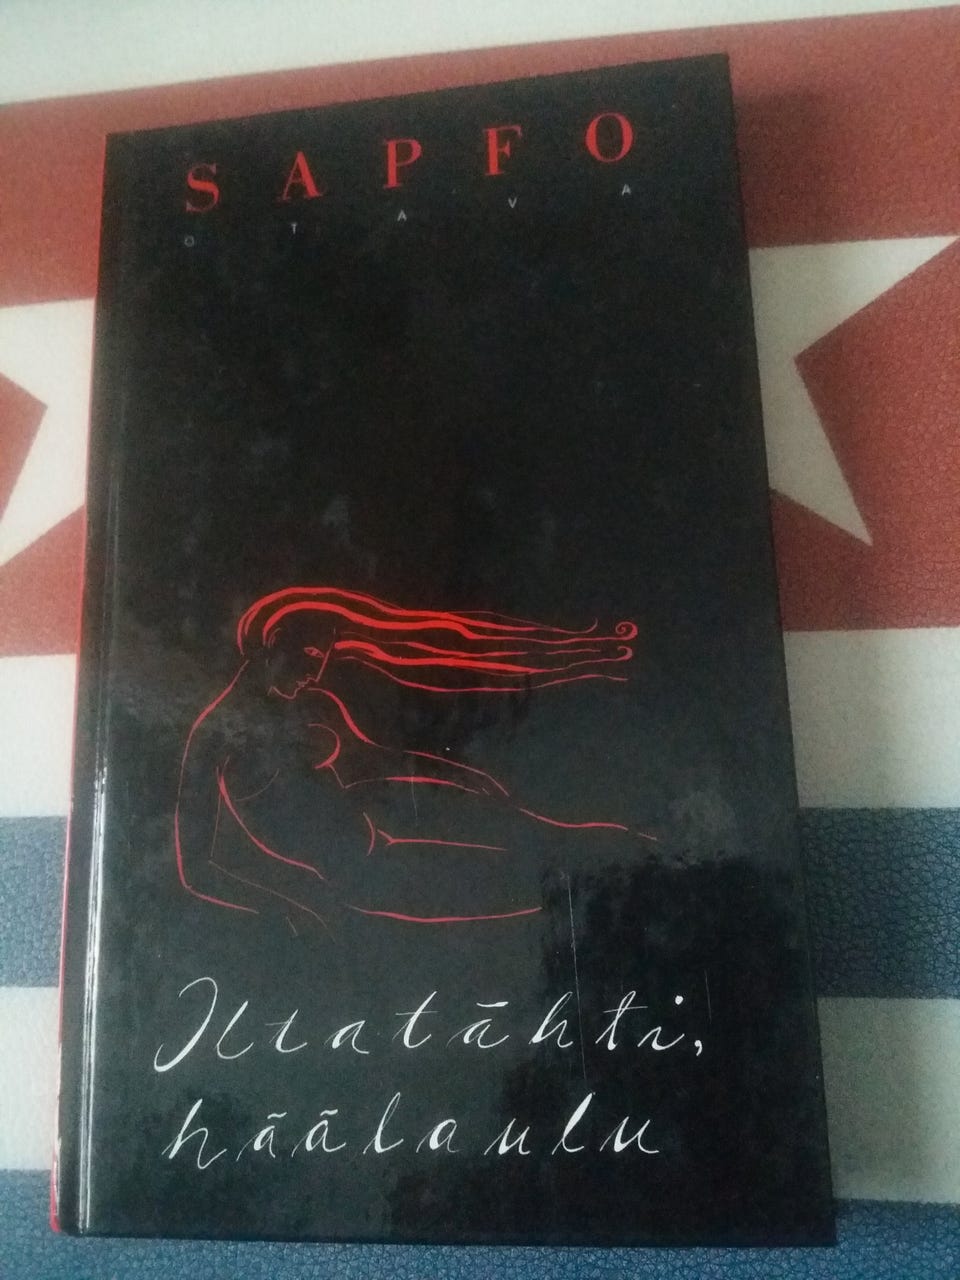 SAPFO
OTAVA
Iltatähti,
häälaulu